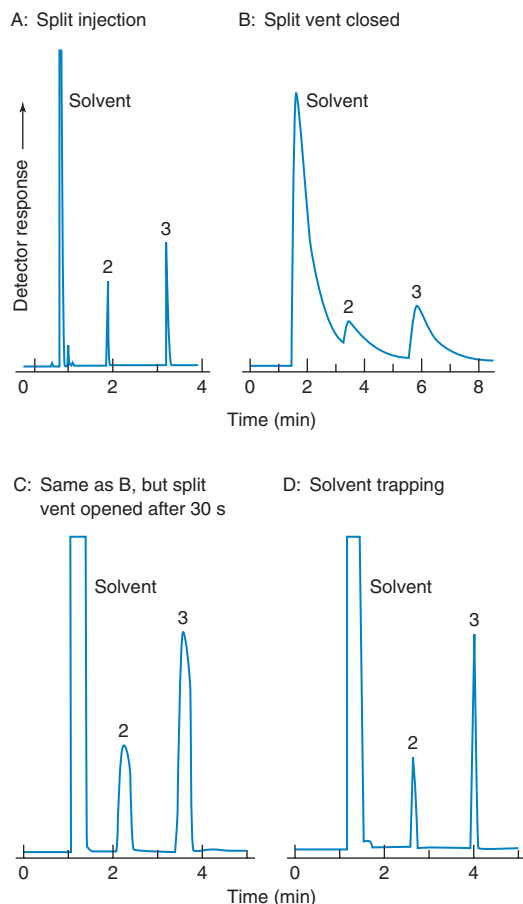 A: Split injection
Solvent
2
3
Detector response
0
2
4
B: Split vent closed
Solvent
2
3
0
2
4
6
8
Time (min)
C: Same as B, but split
vent opened after 30 s
Solvent
2
3
0
2
4
D: Solvent trapping
Solvent
2
3
0
2
4
Time (min)